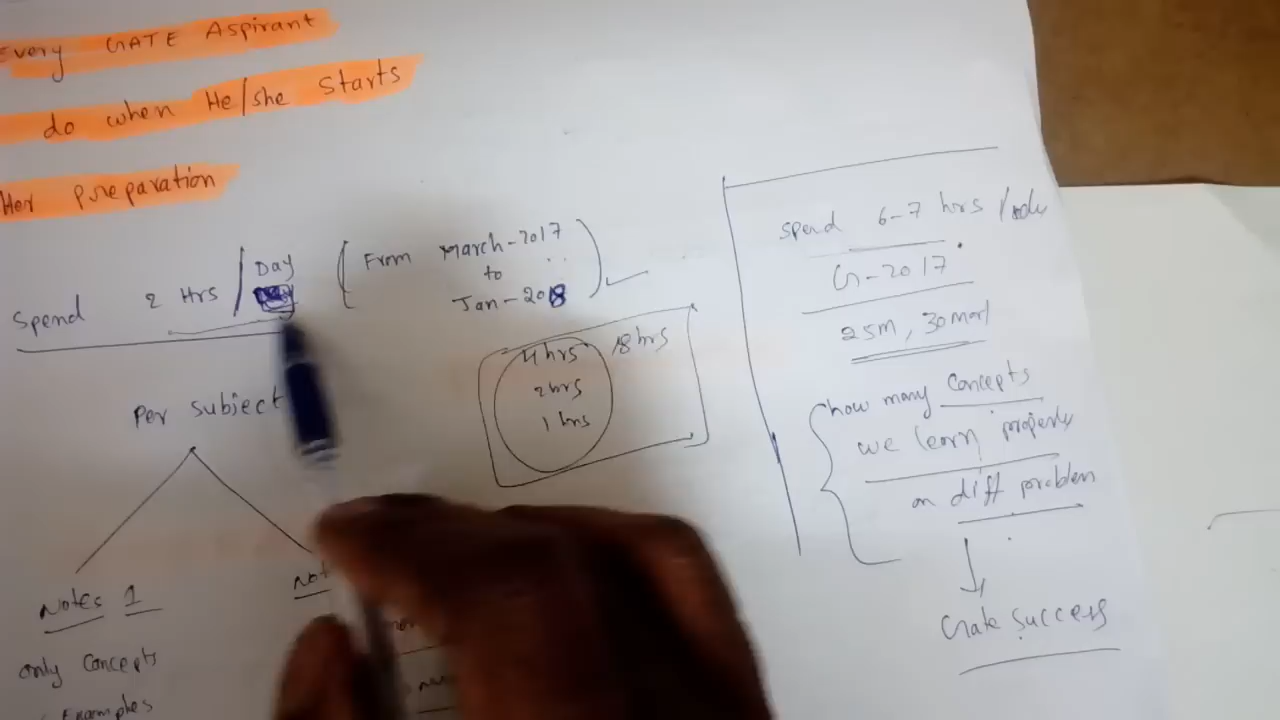 Every GATE Aspirant
do when He/she Starts
Her preparation
Spend 2 Hrs / Day
(From March-2017
to
Jan-2018)
4 hrs 18 hrs
2 hrs
1 hrs
Per subject
Notes 1
only Concepts
Examples
Spend 6-7 hrs /
G-2017
25m, 30mar
how many Concepts
we learn properly
on diff problem
Gate success